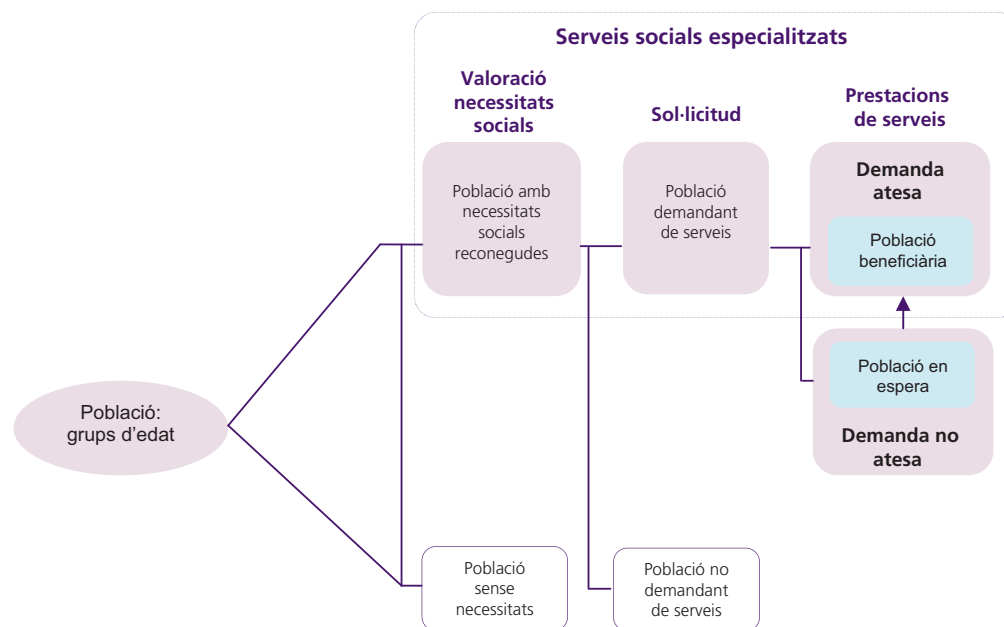 Serveis socials especialitzats
Valoració
necessitats
socials
Sol·licitud
Prestacions
de serveis
Població amb
necessitats
socials
reconegudes
Població
demandant
de serveis
Demanda
atesa
Població
beneficiària
Població en
espera
Demanda no
atesa
Població:
grups d’edat
Població
sense
necessitats
Població no
demandant
de serveis